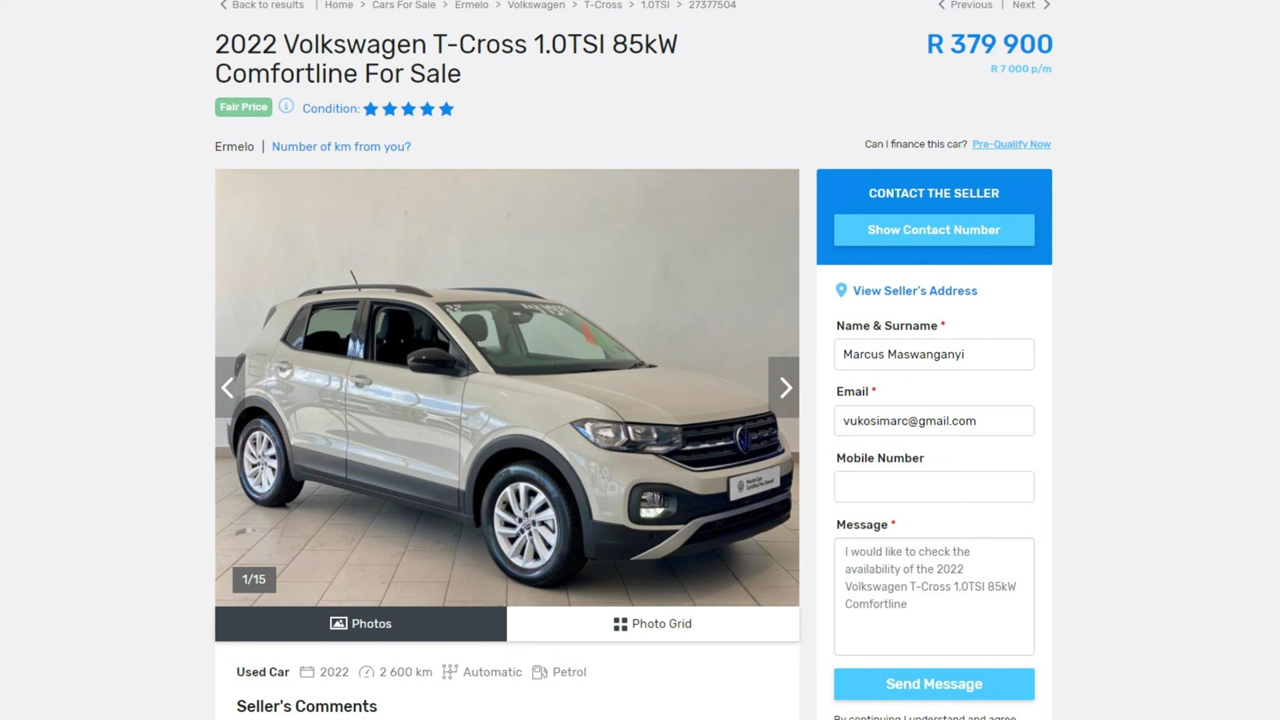 Back to results | Home > Cars For Sale > Ermelo > Volkswagen > T-Cross > 1.0TSI > 27377504
Previous | Next
2022 Volkswagen T-Cross 1.0TSI 85kW
Comfortline For Sale
R 379 900
R 7 000 p/m
Fair Price
Condition:
Ermelo | Number of km from you?
Can I finance this car? Pre-Qualify Now
CONTACT THE SELLER
Show Contact Number
View Seller's Address
Name & Surname *
Marcus Maswanganyi
Email *
vukosimarc@gmail.com
Mobile Number
Message *
I would like to check the
availability of the 2022
Volkswagen T-Cross 1.0TSI 85kW
Comfortline
Send Message
By continuing I understand and agree
1/15
Photos
Photo Grid
Used Car 2022 2 600 km Automatic Petrol
Seller's Comments